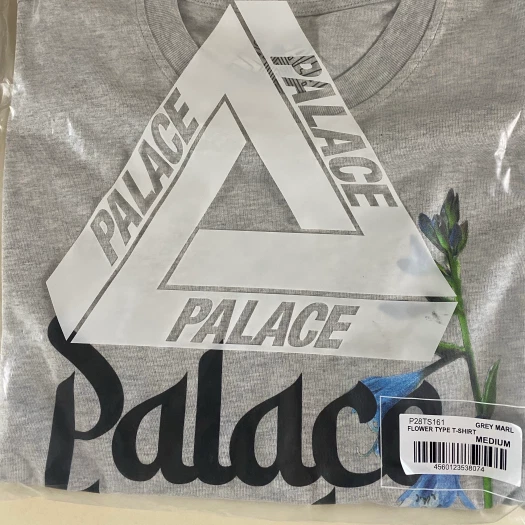 PALACE
PALACE
PALACE
Palace
P28TS161 GREY MARL
FLOWER TYPE T-SHIRT
MEDIUM
4560123538074